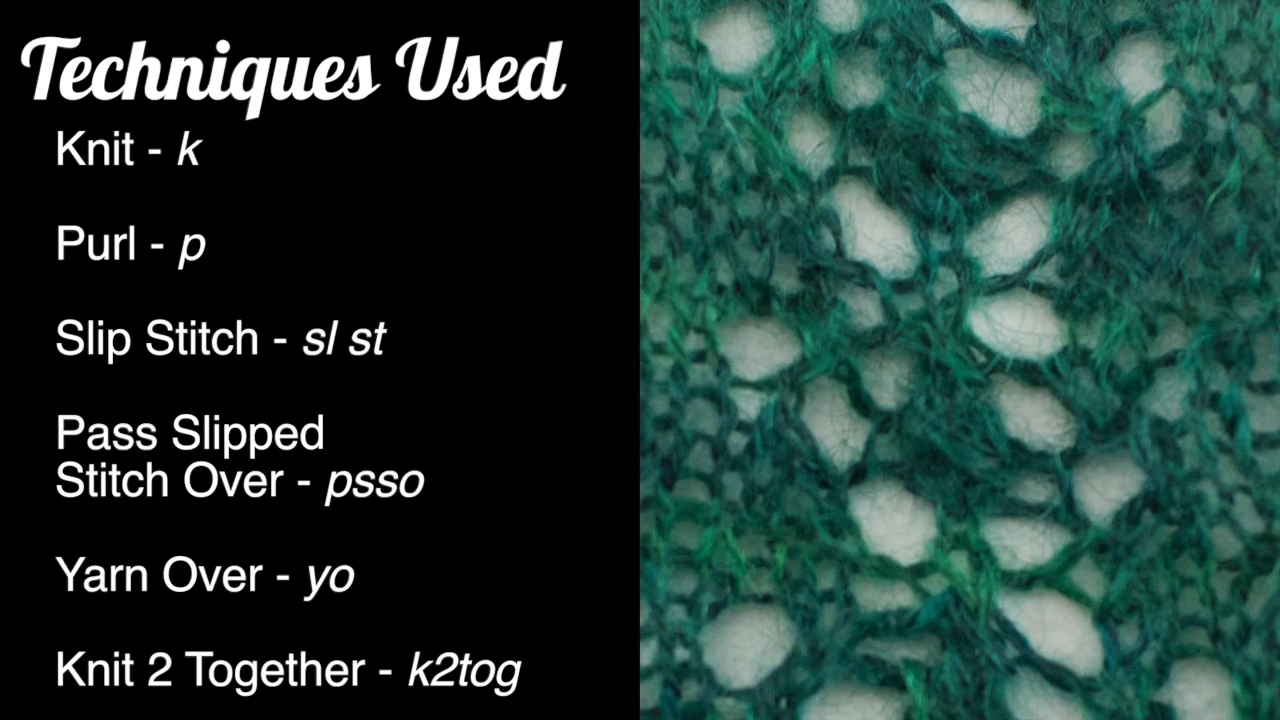 Techniques Used
Knit - k
Purl - p
Slip Stitch - sl st
Pass Slipped
Stitch Over - psso
Yarn Over - yo
Knit 2 Together - k2tog